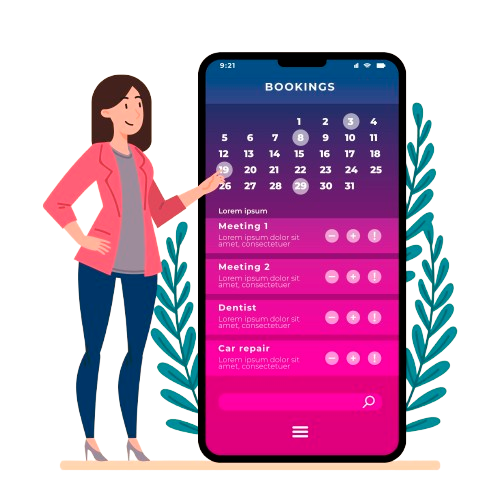 9:21
BOOKINGS
1 2 3 4
5 6 7 8 9 10 11
12 13 14 15 16 17 18
19 20 21 22 23 24 25
26 27 28 29 30 31
Lorem ipsum
Meeting 1
Lorem ipsum dolor sit
amet, consectetuer
Meeting 2
Lorem ipsum dolor sit
amet, consectetuer
Dentist
Lorem ipsum dolor sit
amet, consectetuer
Car repair
Lorem ipsum dolor sit
amet, consectetuer